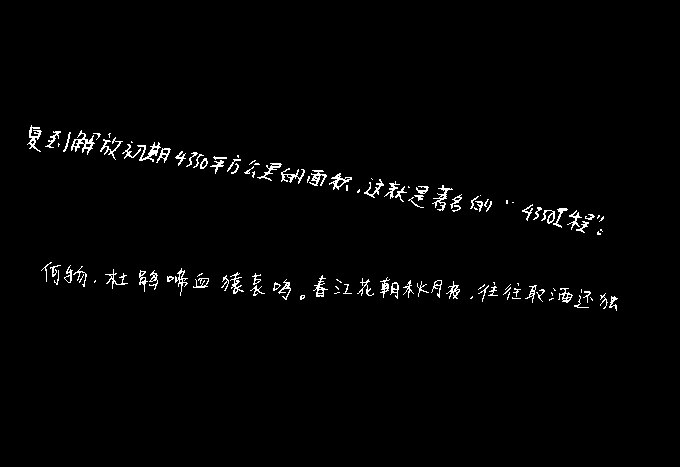 复到解放初期4350平方公里的面积，这就是著名的“4350工程”。
何物，杜鹃啼血猿哀鸣。春江花朝秋月夜，往往取酒还独